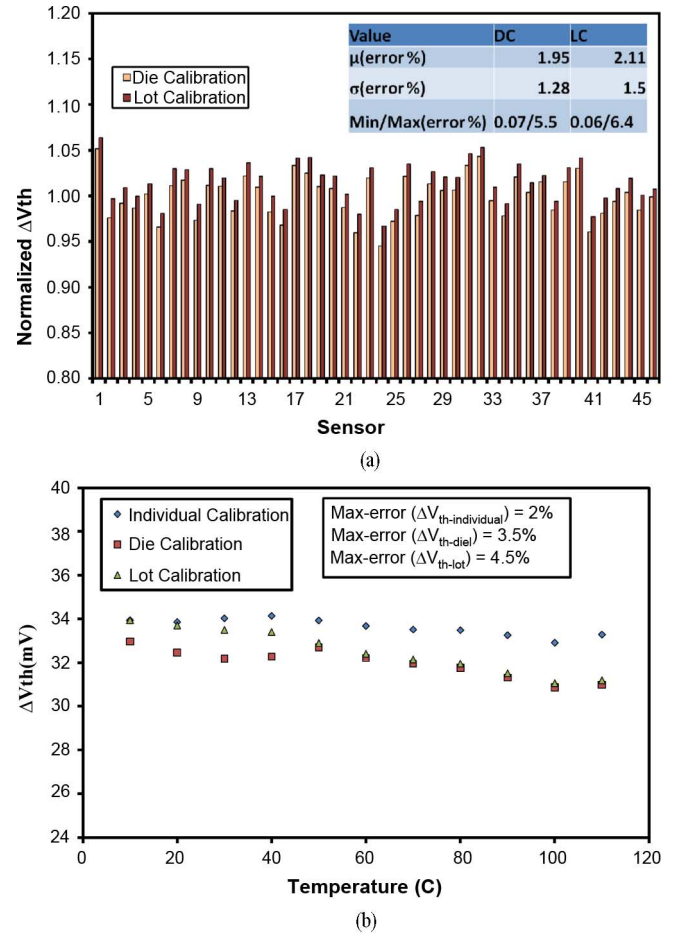 1.20
1.15
1.10
1.05
1.00
0.95
0.90
0.85
0.80
Normalized ΔVth
Die Calibration
Lot Calibration
Value DC LC
μ(error%) 1.95 2.11
σ(error%) 1.28 1.5
Min/Max(error%) 0.07/5.5 0.06/6.4
1 5 9 13 17 21 25 29 33 37 41 45
Sensor
(a)
40
38
36
34
32
30
28
26
24
ΔVth(mV)
Individual Calibration
Die Calibration
Lot Calibration
Max-error (ΔVth-individual) = 2%
Max-error (ΔVth-diel) = 3.5%
Max-error (ΔVth-lot) = 4.5%
0 20 40 60 80 100 120
Temperature (C)
(b)